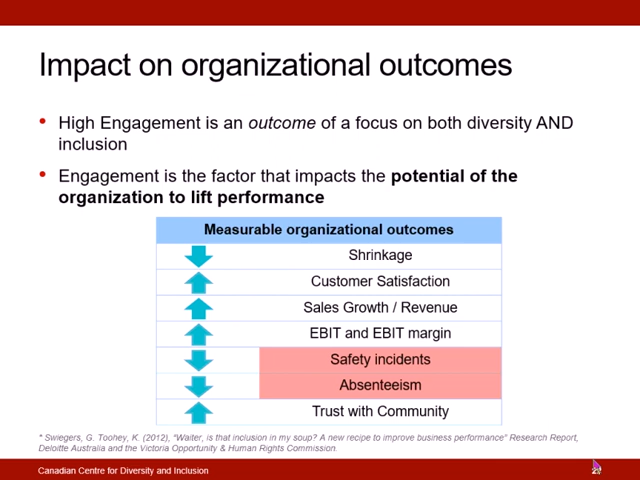 Impact on organizational outcomes
• High Engagement is an outcome of a focus on both diversity AND
inclusion
• Engagement is the factor that impacts the potential of the
organization to lift performance
Measurable organizational outcomes
Shrinkage
Customer Satisfaction
Sales Growth / Revenue
EBIT and EBIT margin
Safety incidents
Absenteeism
Trust with Community
* Swiegers, G. Toohey, K. (2012), "Waiter, is that inclusion in my soup? A new recipe to improve business performance" Research Report,
Deloitte Australia and the Victoria Opportunity & Human Rights Commission.
Canadian Centre for Diversity and Inclusion